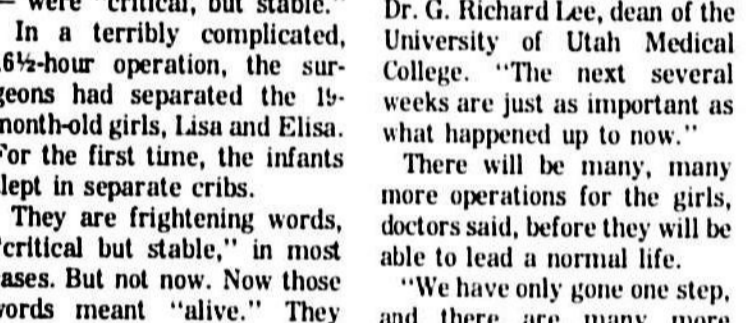 were "critical, but stable."
In a terribly complicated,
6½-hour operation, the sur-
geons had separated the 19-
month-old girls, Lisa and Elisa.
For the first time, the infants
lept in separate cribs.
They are frightening words,
"critical but stable," in most
ases. But not now. Now those
words meant "alive." They
Dr. G. Richard Lee, dean of the
University of Utah Medical
College. "The next several
weeks are just as important as
what happened up to now."
There will be many, many
more operations for the girls,
doctors said, before they will be
able to lead a normal life.
"We have only gone one step,
and there are many more